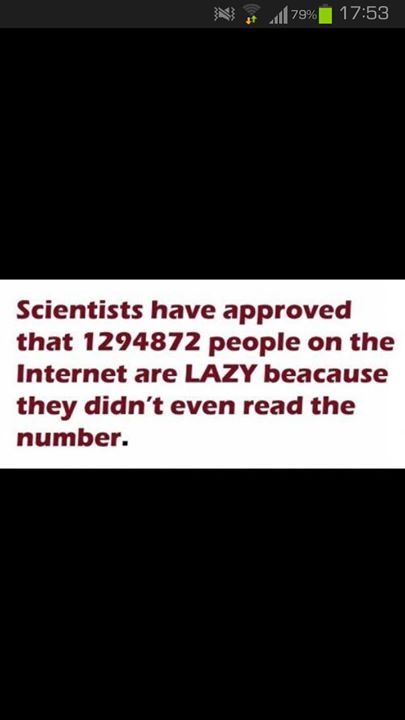 79% 17:53
Scientists have approved
that 1294872 people on the
Internet are LAZY beacause
they didn't even read the
number.